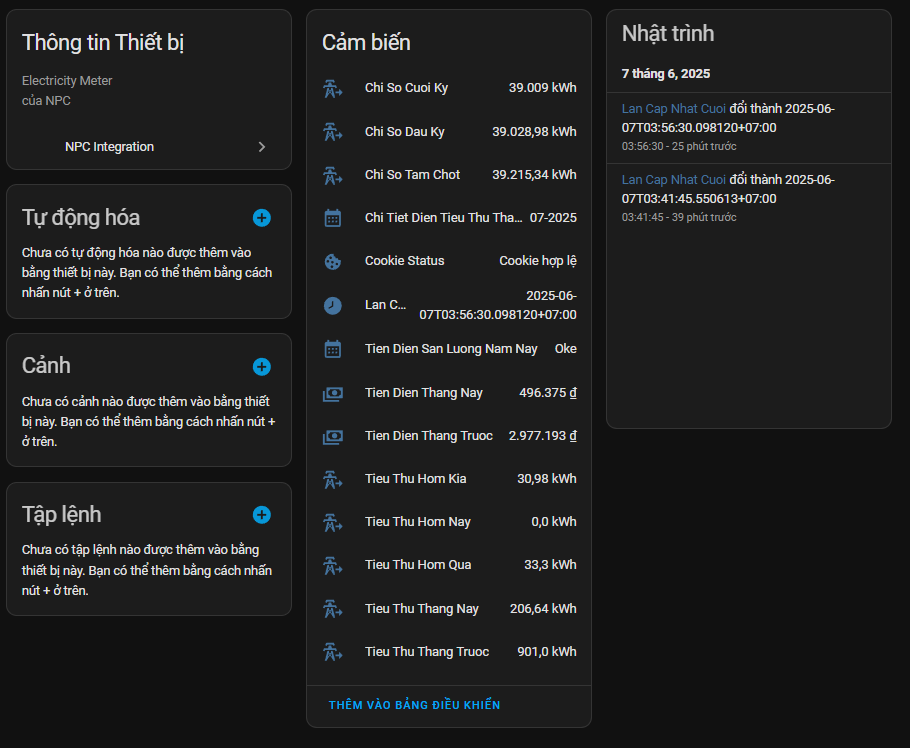 Thông tin Thiết bị
Electricity Meter
của NPC
NPC Integration
Tự động hóa
Chưa có tự động hóa nào được thêm vào
bằng thiết bị này. Bạn có thể thêm bằng cách
nhấn nút + ở trên.
Cảnh
Chưa có cảnh nào được thêm vào bằng thiết
bị này. Bạn có thể thêm bằng cách nhấn nút +
ở trên.
Tập lệnh
Chưa có tập lệnh nào được thêm vào bằng
thiết bị này. Bạn có thể thêm bằng cách nhấn
nút + ở trên.
Cảm biến
Chi So Cuoi Ky 39.009 kWh
Chi So Dau Ky 39.028,98 kWh
Chi So Tam Chot 39.215,34 kWh
Chi Tiet Dien Tieu Thu Tha... 07-2025
Cookie Status Cookie hợp lệ
Lan C... 2025-06-
07T03:56:30.098120+07:00
Tien Dien San Luong Nam Nay Oke
Tien Dien Thang Nay 496.375 ₫
Tien Dien Thang Truoc 2.977.193 ₫
Tieu Thu Hom Kia 30,98 kWh
Tieu Thu Hom Nay 0,0 kWh
Tieu Thu Hom Qua 33,3 kWh
Tieu Thu Thang Nay 206,64 kWh
Tieu Thu Thang Truoc 901,0 kWh
THÊM VÀO BẢNG ĐIỀU KHIỂN
Nhật trình
7 tháng 6, 2025
Lan Cap Nhat Cuoi đổi thành 2025-06-
07T03:56:30.098120+07:00
03:56:30 - 25 phút trước
Lan Cap Nhat Cuoi đổi thành 2025-06-
07T03:41:45.550613+07:00
03:41:45 - 39 phút trước